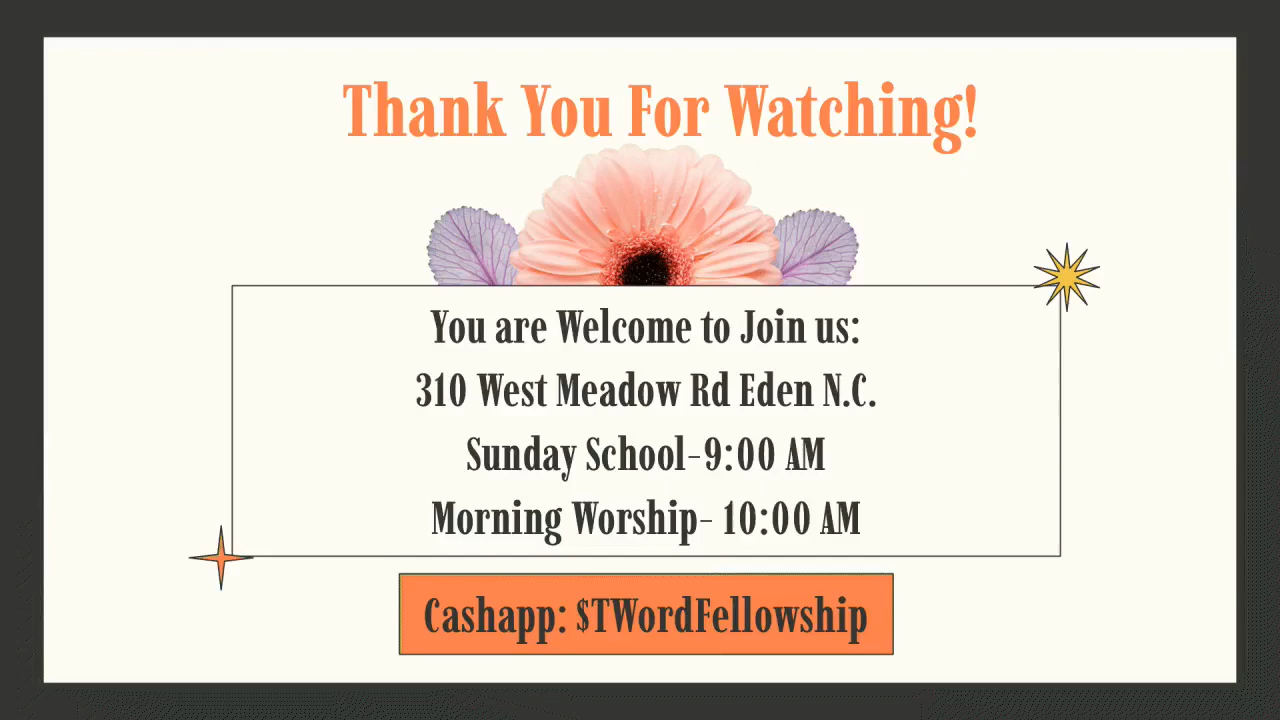 Thank You For Watching!
You are Welcome to Join us:
310 West Meadow Rd Eden N.C.
Sunday School-9:00 AM
Morning Worship- 10:00 AM
Cashapp: $TWordFellowship